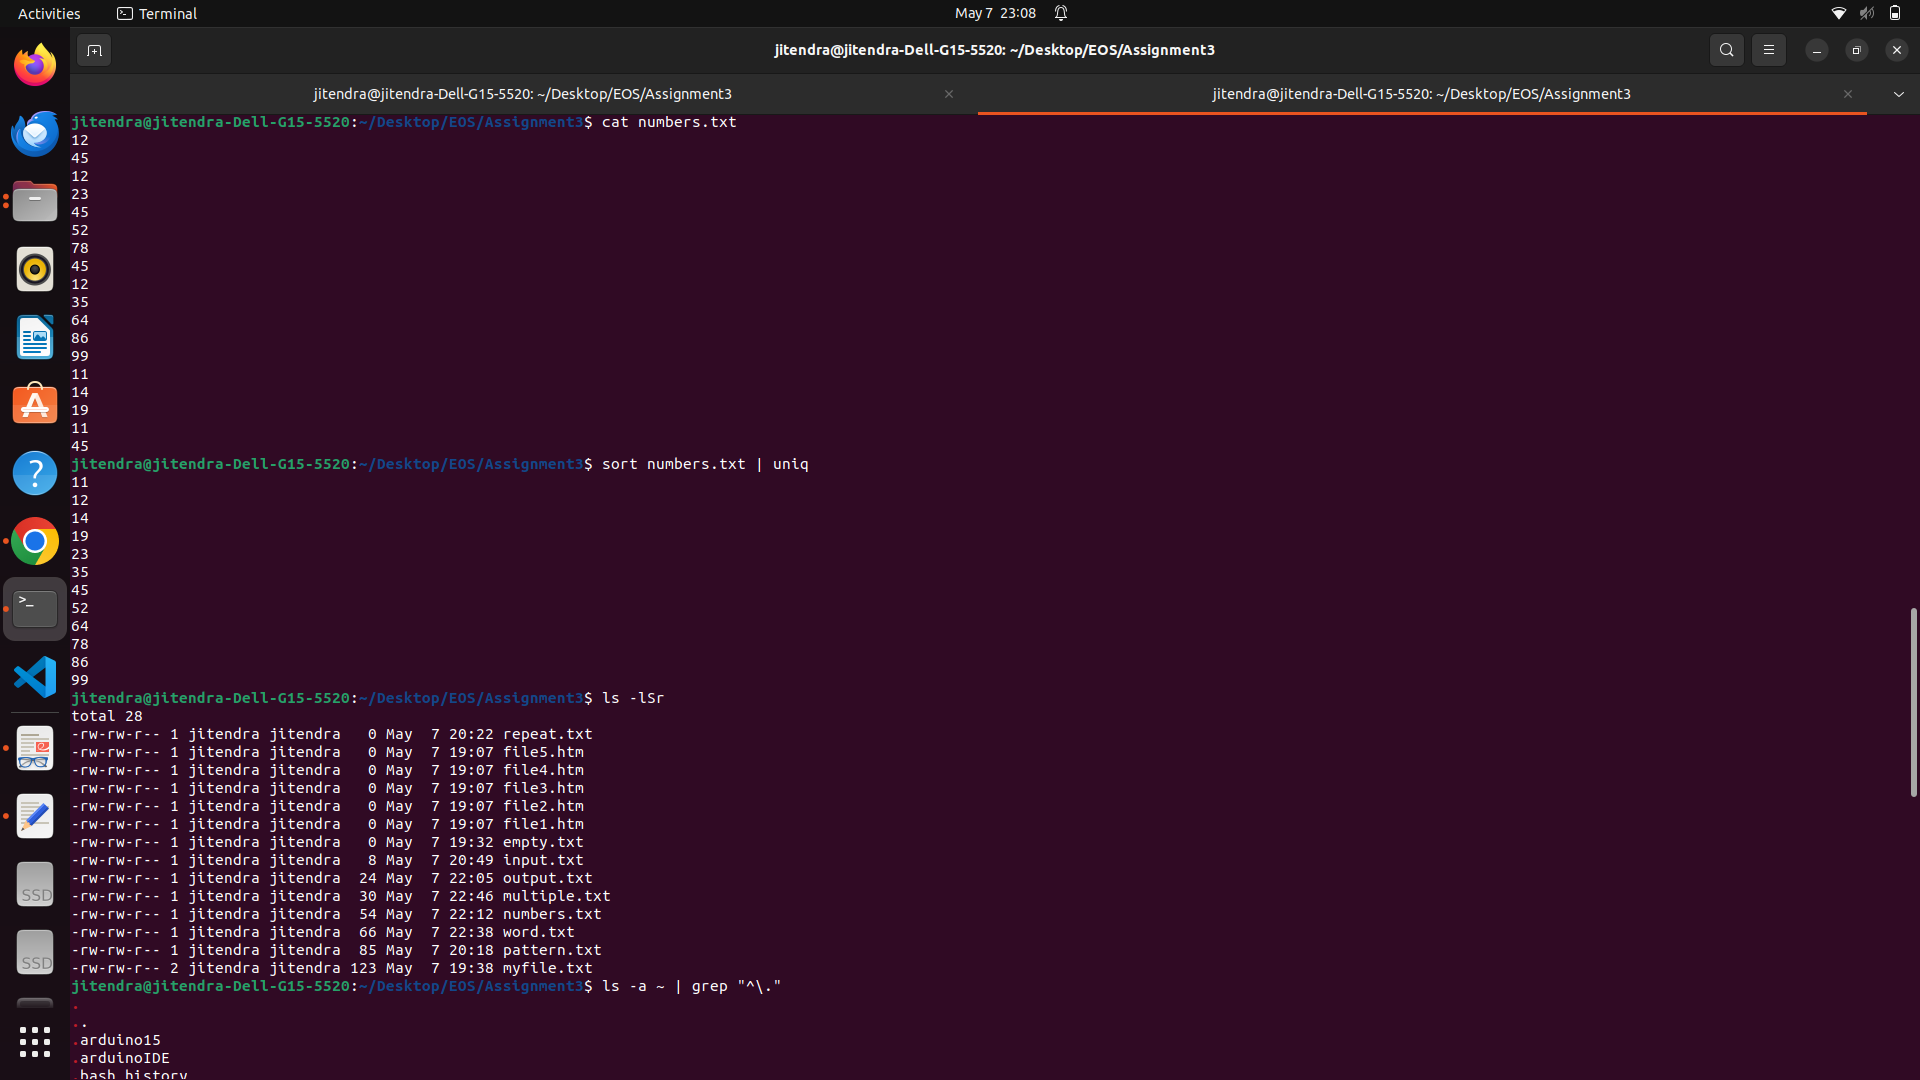 Activities Terminal May 7 23:08
jitendra@jitendra-Dell-G15-5520: ~/Desktop/EOS/Assignment3
jitendra@jitendra-Dell-G15-5520: ~/Desktop/EOS/Assignment3 jitendra@jitendra-Dell-G15-5520: ~/Desktop/EOS/Assignment3
jitendra@jitendra-Dell-G15-5520:~/Desktop/EOS/Assignment3$ cat numbers.txt
12
45
12
23
45
52
78
45
12
35
64
86
99
11
14
19
11
45
jitendra@jitendra-Dell-G15-5520:~/Desktop/EOS/Assignment3$ sort numbers.txt | uniq
11
12
14
19
23
35
45
52
64
78
86
99
jitendra@jitendra-Dell-G15-5520:~/Desktop/EOS/Assignment3$ ls -lSr
total 28
-rw-rw-r-- 1 jitendra jitendra   0 May  7 20:22 repeat.txt
-rw-rw-r-- 1 jitendra jitendra   0 May  7 19:07 file5.htm
-rw-rw-r-- 1 jitendra jitendra   0 May  7 19:07 file4.htm
-rw-rw-r-- 1 jitendra jitendra   0 May  7 19:07 file3.htm
-rw-rw-r-- 1 jitendra jitendra   0 May  7 19:07 file2.htm
-rw-rw-r-- 1 jitendra jitendra   0 May  7 19:07 file1.htm
-rw-rw-r-- 1 jitendra jitendra   0 May  7 19:32 empty.txt
-rw-rw-r-- 1 jitendra jitendra   8 May  7 20:49 input.txt
-rw-rw-r-- 1 jitendra jitendra  24 May  7 22:05 output.txt
-rw-rw-r-- 1 jitendra jitendra  30 May  7 22:46 multiple.txt
-rw-rw-r-- 1 jitendra jitendra  54 May  7 22:12 numbers.txt
-rw-rw-r-- 1 jitendra jitendra  66 May  7 22:38 word.txt
-rw-rw-r-- 1 jitendra jitendra  85 May  7 20:18 pattern.txt
-rw-rw-r-- 2 jitendra jitendra 123 May  7 19:38 myfile.txt
jitendra@jitendra-Dell-G15-5520:~/Desktop/EOS/Assignment3$ ls -a ~ | grep "^\."
.
..
.arduino15
.arduinoIDE
.bash_history
SSD
SSD